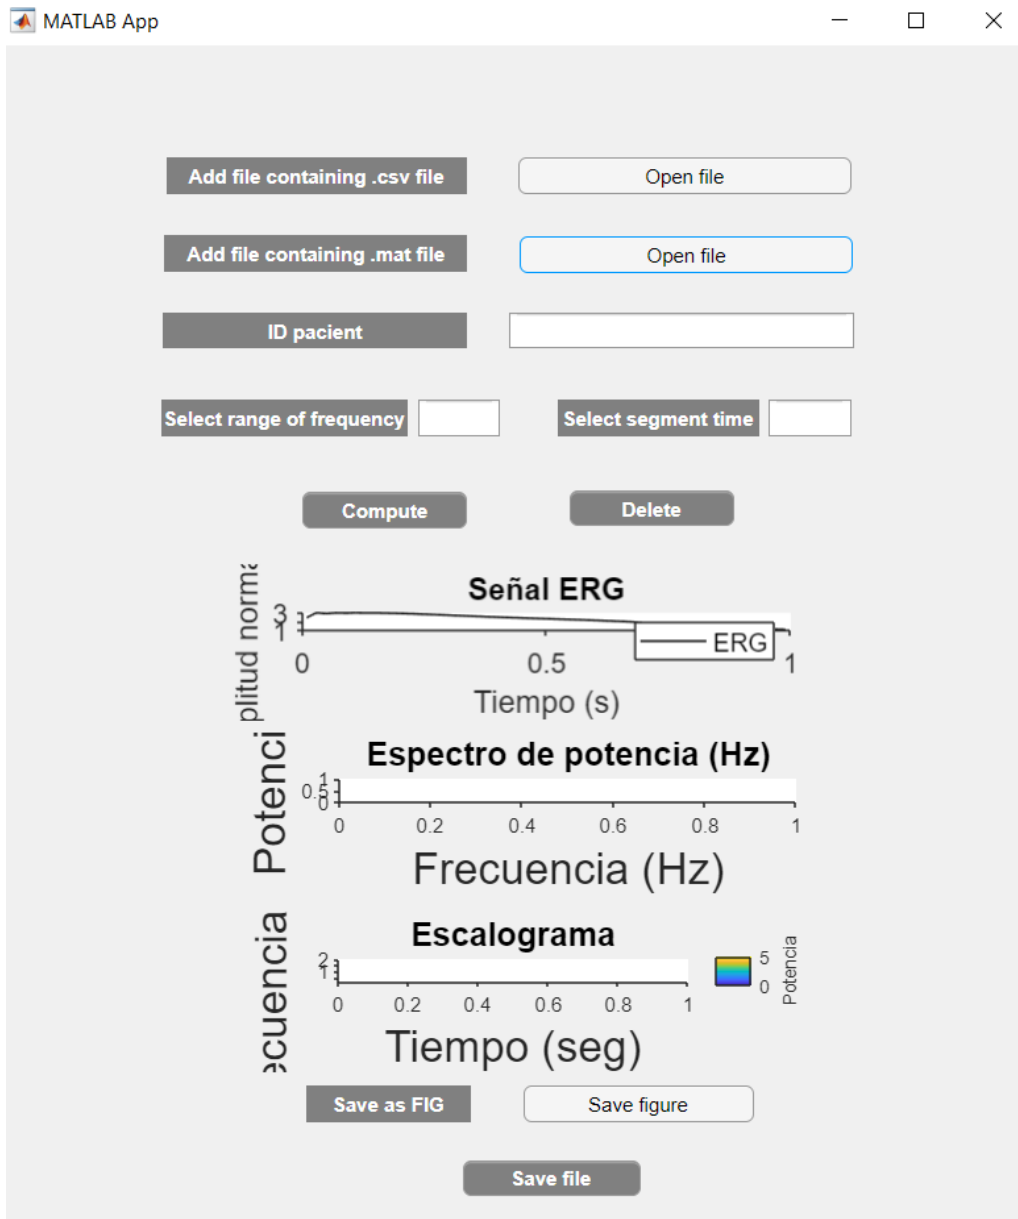 MATLAB App
Add file containing .csv file
Open file
Add file containing .mat file
Open file
ID pacient
Select range of frequency
Select segment time
Compute
Delete
Señal ERG
plitud norma
3
1
ERG
0
0.5
1
Tiempo (s)
Espectro de potencia (Hz)
Potenci
1
0.5
0
0
0.2
0.4
0.6
0.8
1
Frecuencia (Hz)
Escalograma
ecuencia
2
1
0
0.2
0.4
0.6
0.8
1
5
0
Potencia
Tiempo (seg)
Save as FIG
Save figure
Save file